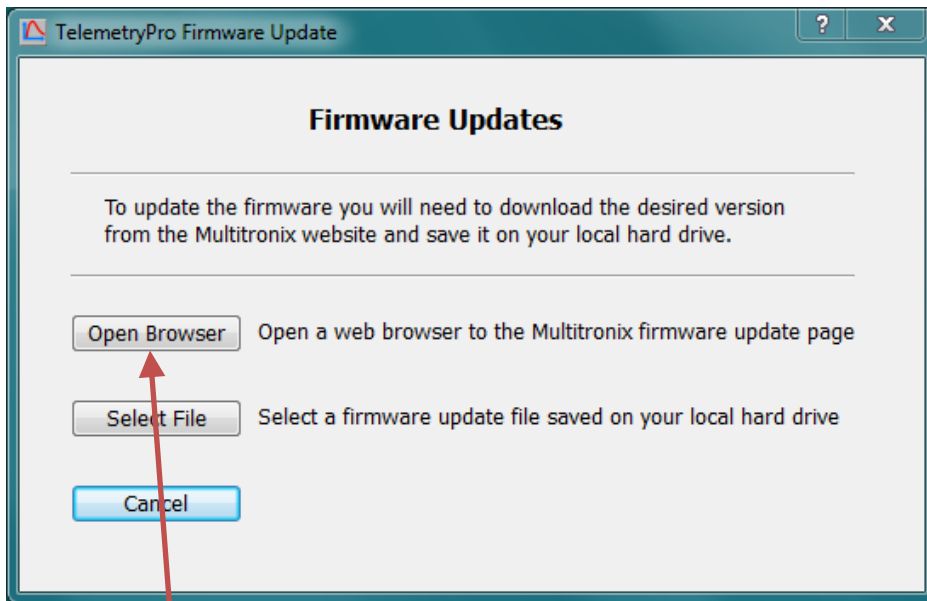 TelemetryPro Firmware Update
? X
Firmware Updates
To update the firmware you will need to download the desired version
from the Multitronix website and save it on your local hard drive.
Open Browser Open a web browser to the Multitronix firmware update page
Select File Select a firmware update file saved on your local hard drive
Cancel